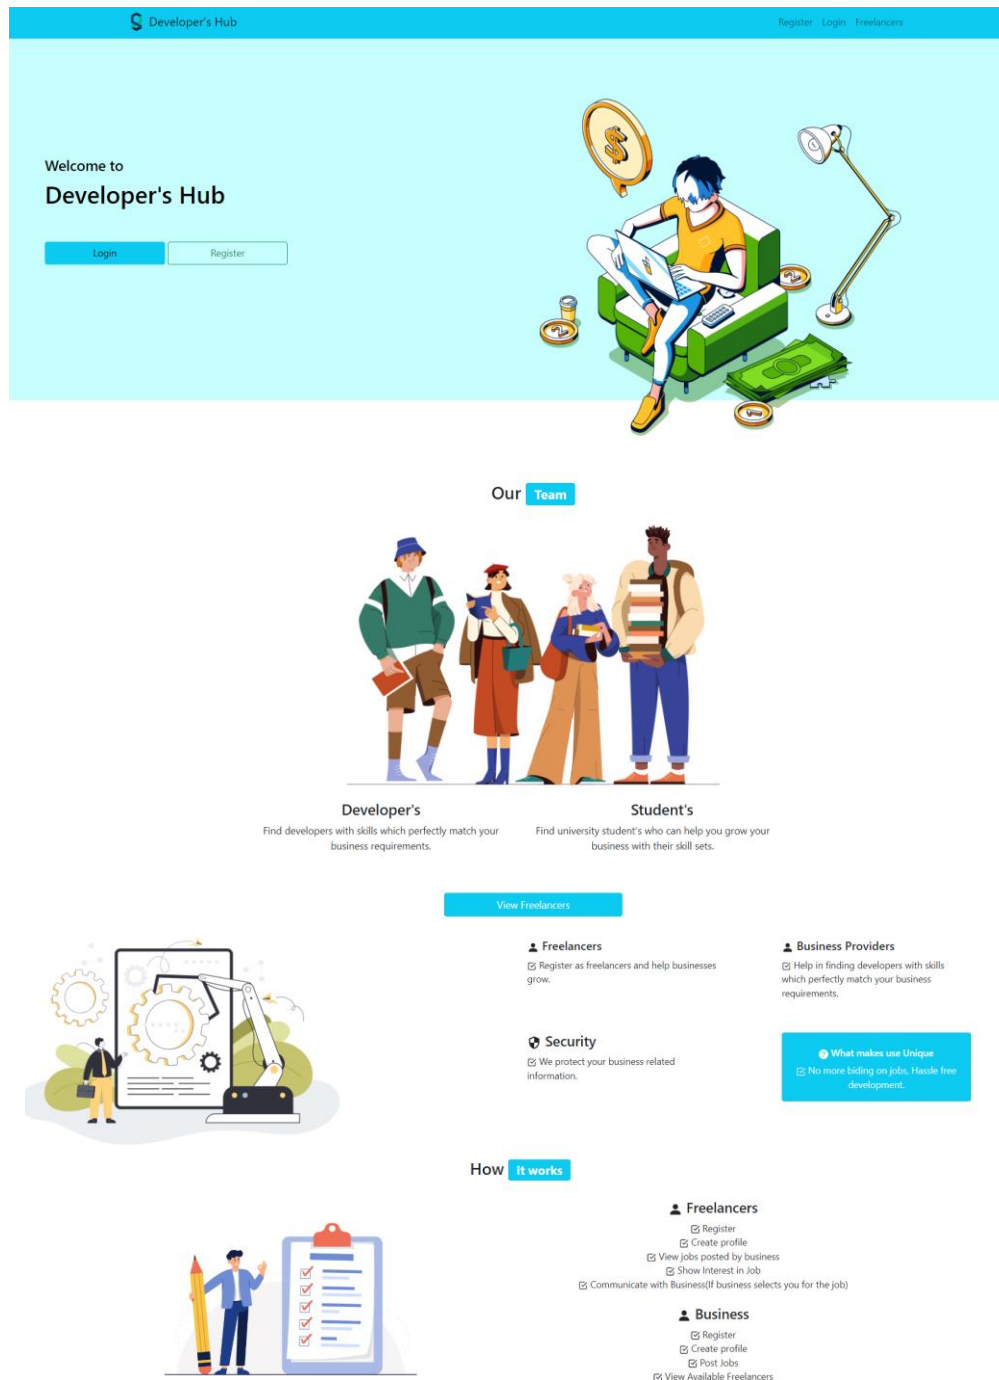 Developer's Hub
Register Login Freelancers
Welcome to
Developer's Hub
Login
Register
Our Team
Developer's
Find developers with skills which perfectly match your
business requirements.
Student's
Find university student's who can help you grow your
business with their skill sets.
View Freelancers
Freelancers
Register as freelancers and help businesses
grow.
Business Providers
Help in finding developers with skills
which perfectly match your business
requirements.
Security
We protect your business related
information.
What makes use Unique
No more biding on jobs, Hassle free
development.
How it works
Freelancers
Register
Create profile
View jobs posted by business
Show Interest in Job
Communicate with Business(If business selects you for the job)
Business
Register
Create profile
Post Jobs
View Available Freelancers